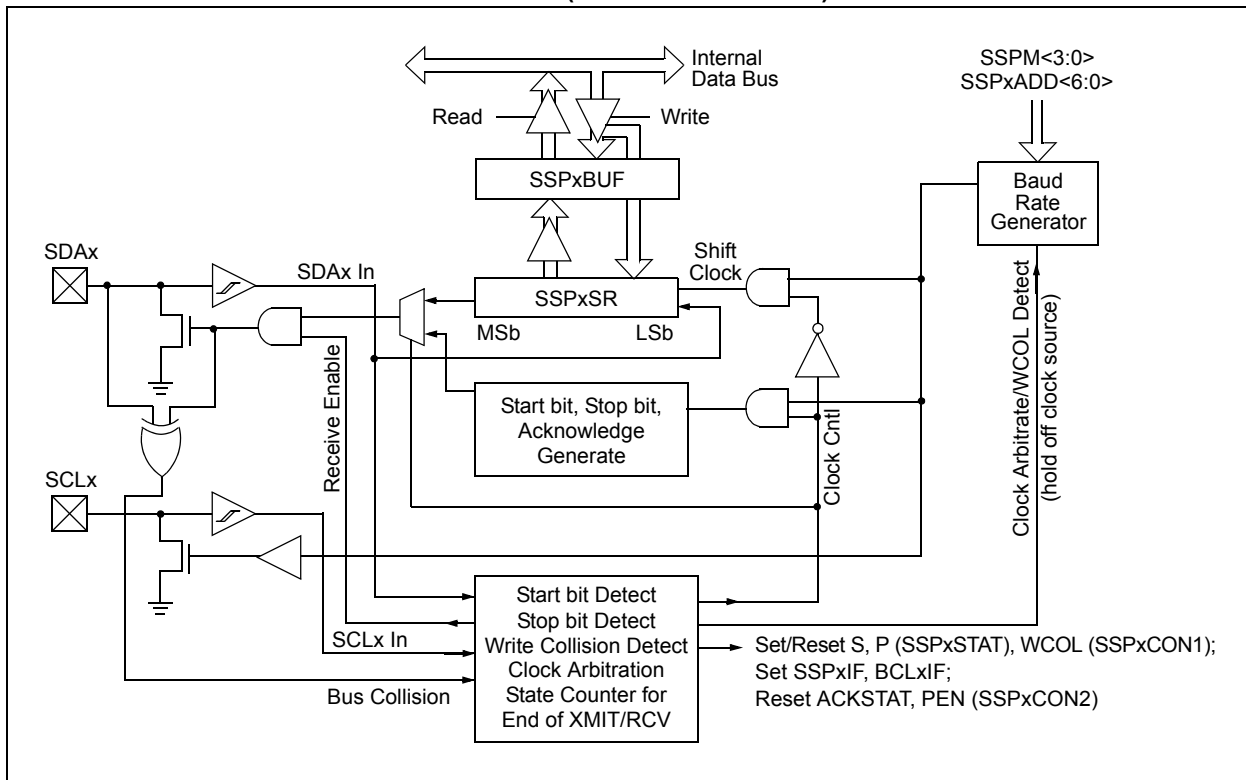 Internal
Data Bus
SSPM<3:0>
SSPxADD<6:0>
Read
Write
SSPxBUF
Baud
Rate
Generator
SDAx
SDAx In
Shift
Clock
SSPxSR
MSb
LSb
Receive Enable
Start bit, Stop bit,
Acknowledge
Generate
Clock Cntl
Clock Arbitrate/WCOL Detect
(hold off clock source)
SCLx
SCLx In
Bus Collision
Start bit Detect
Stop bit Detect
Write Collision Detect
Clock Arbitration
State Counter for
End of XMIT/RCV
Set/Reset S, P (SSPxSTAT), WCOL (SSPxCON1);
Set SSPxIF, BCLxIF;
Reset ACKSTAT, PEN (SSPxCON2)